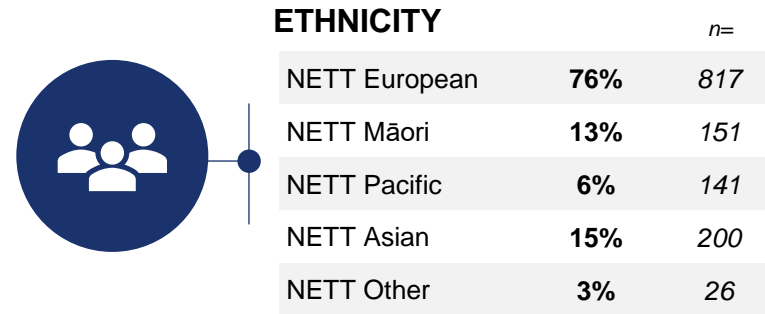 ETHNICITY n=
NETT European 76% 817
NETT Māori 13% 151
NETT Pacific 6% 141
NETT Asian 15% 200
NETT Other 3% 26